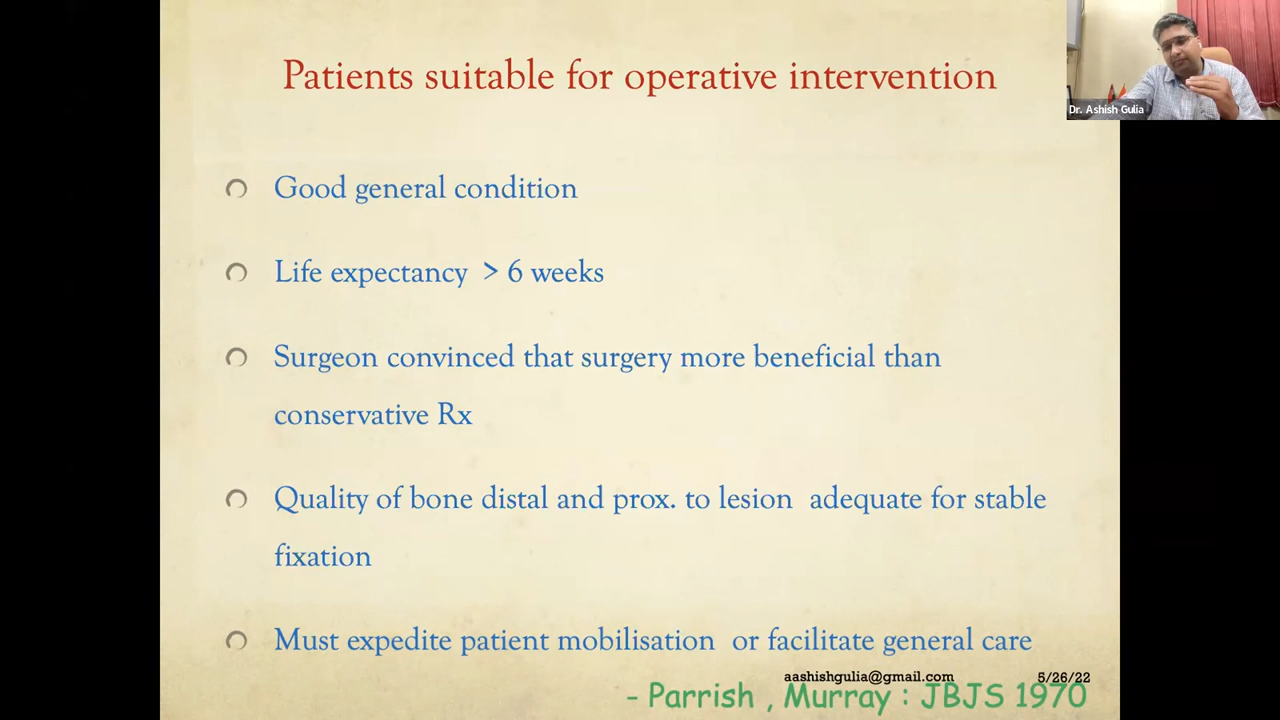 Patients suitable for operative intervention
Dr. Ashish Gulia
Good general condition
Life expectancy > 6 weeks
Surgeon convinced that surgery more beneficial than
conservative Rx
Quality of bone distal and prox. to lesion adequate for stable
fixation
Must expedite patient mobilisation or facilitate general care
aashishgulia@gmail.com 5/26/22
- Parrish , Murray : JBJS 1970